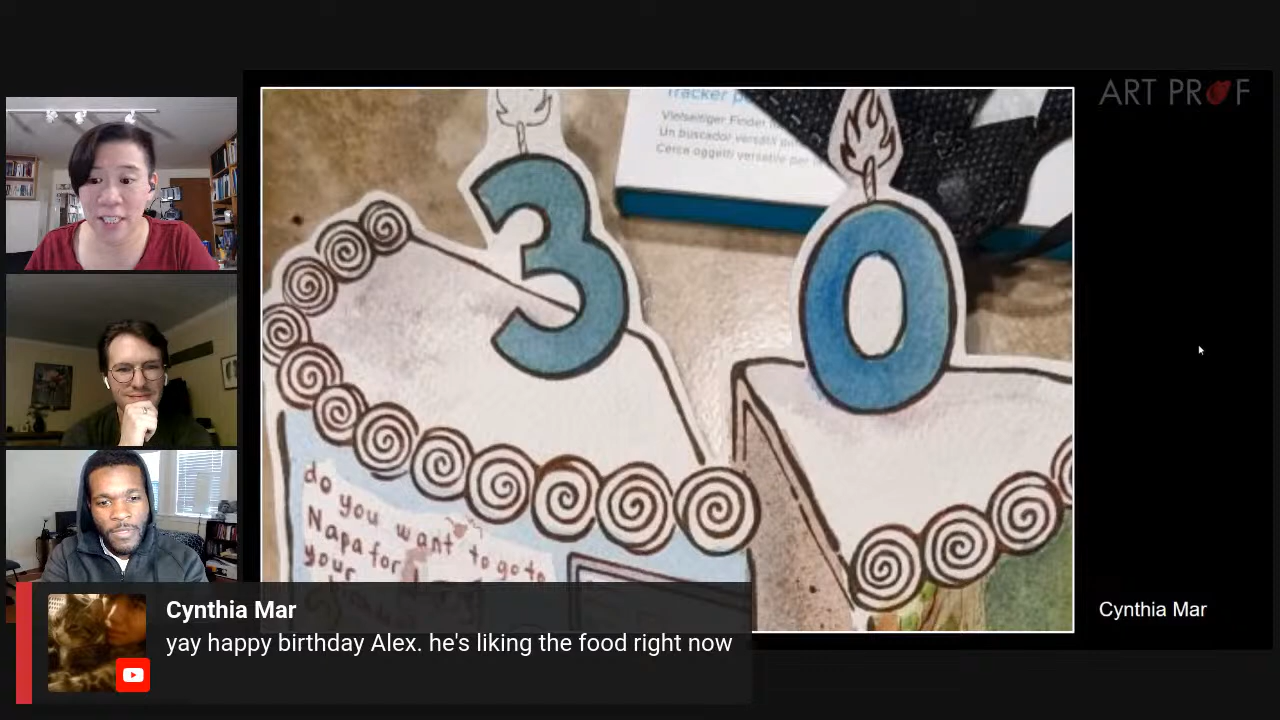 ART PROF
Tracker p
Vielseitiger Finder
Un buscador versátil
Cerca oggetti versatile per
3
0
do you want to go to
Napa for
your
Cynthia Mar
Cynthia Mar
yay happy birthday Alex. he's liking the food right now